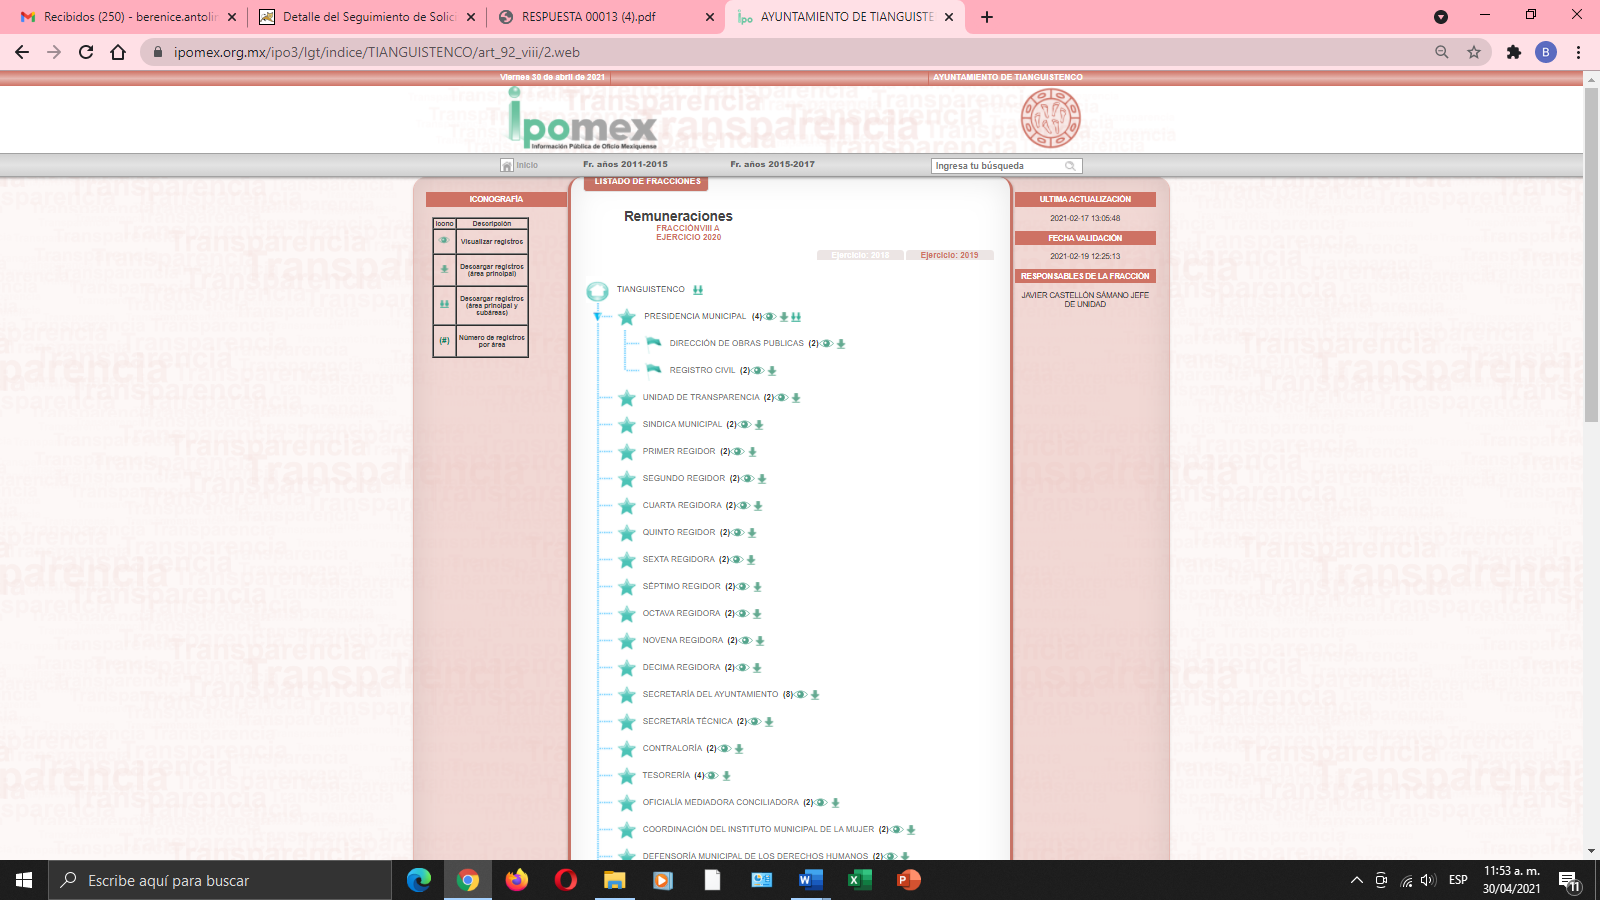 Recibidos (250) - berenice.antolin
Detalle del Seguimiento de Solici
RESPUESTA 00013 (4).pdf
AYUNTAMIENTO DE TIANGUISTE
ipomex.org.mx/ipo3/lgt/indice/TIANGUISTENCO/art_92_viii/2.web
B
Viernes 30 de abril de 2021
AYUNTAMIENTO DE TIANGUISTENCO
ipomex
Información Pública de Oficio Mexiquense
Transparencia
Inicio
Fr. años 2011-2015
Fr. años 2015-2017
Ingresa tu búsqueda
ICONOGRAFÍA
Icono
Descripción
Visualizar registros
Descargar registros
(área principal)
Descargar registros
(área principal y
subáreas)
(#)
Número de registros
por área
LISTADO DE FRACCIONES
Remuneraciones
FRACCIÓNVIII A
EJERCICIO 2020
Ejercicio: 2018
Ejercicio: 2019
TIANGUISTENCO
PRESIDENCIA MUNICIPAL (4)
DIRECCIÓN DE OBRAS PUBLICAS (2)
REGISTRO CIVIL (2)
UNIDAD DE TRANSPARENCIA (2)
SINDICA MUNICIPAL (2)
PRIMER REGIDOR (2)
SEGUNDO REGIDOR (2)
CUARTA REGIDORA (2)
QUINTO REGIDOR (2)
SEXTA REGIDORA (2)
SÉPTIMO REGIDOR (2)
OCTAVA REGIDORA (2)
NOVENA REGIDORA (2)
DECIMA REGIDORA (2)
SECRETARÍA DEL AYUNTAMIENTO (8)
SECRETARÍA TÉCNICA (2)
CONTRALORÍA (2)
TESORERÍA (4)
OFICIALÍA MEDIADORA CONCILIADORA (2)
COORDINACIÓN DEL INSTITUTO MUNICIPAL DE LA MUJER (2)
DEFENSORÍA MUNICIPAL DE LOS DERECHOS HUMANOS (2)
ULTIMA ACTUALIZACIÓN
2021-02-17 13:05:48
FECHA VALIDACIÓN
2021-02-19 12:25:13
RESPONSABLES DE LA FRACCIÓN
JAVIER CASTELLÓN SÁMANO JEFE
DE UNIDAD
Escribe aquí para buscar
ESP
11:53 a. m.
30/04/2021
11